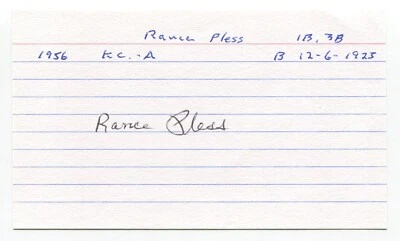 Rance Pless 1B, 3B
1956 K.C.-A B 12-6-1925
Rance Pless